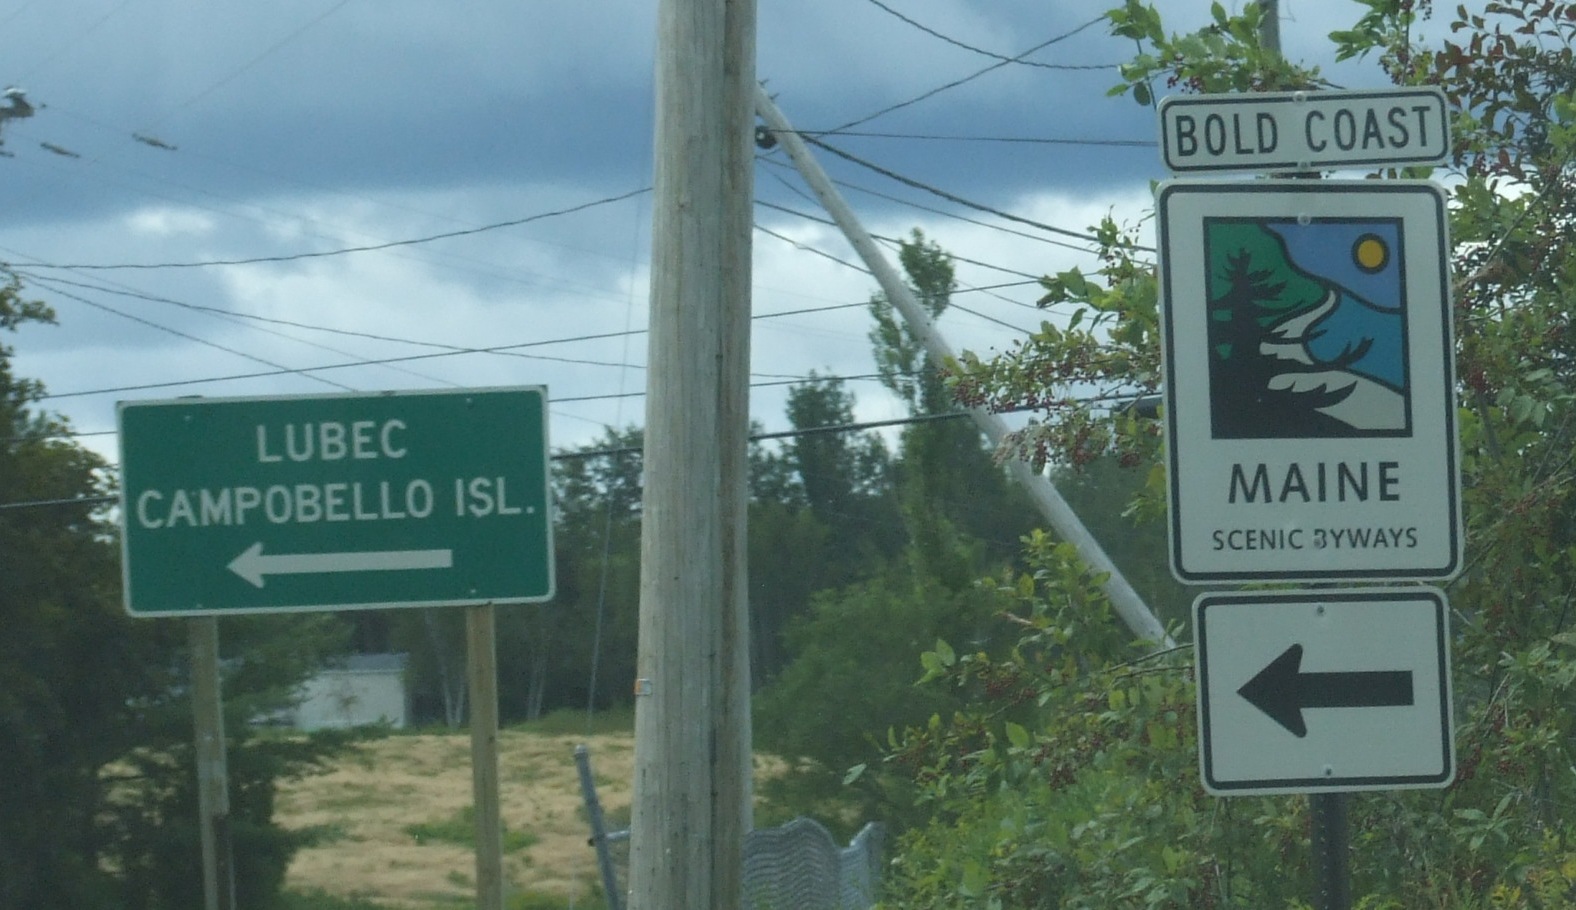 LUBEC
CAMPOBELLO ISL.
BOLD COAST
MAINE
SCENIC BYWAYS